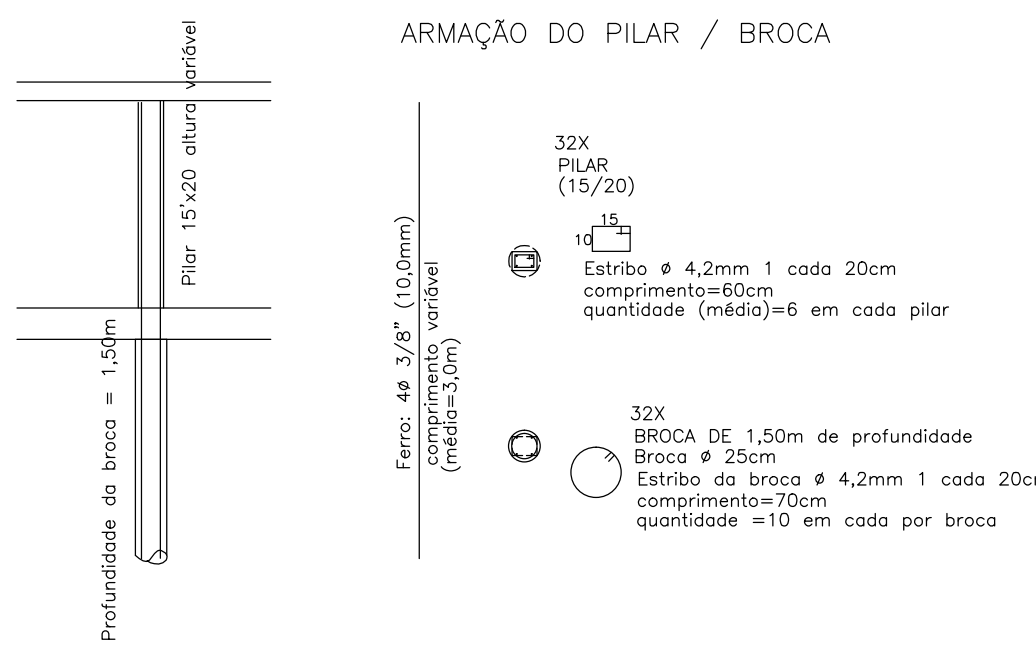 ARMAÇÃO DO PILAR / BROCA
Pilar 15'x20 altura variável
Profundidade da broca = 1,50m
Ferro: 4ø 3/8" (10,0mm)
comprimento variável
(média=3,0m)
32X
PILAR
(15/20)
15
10
Estribo ø 4,2mm 1 cada 20cm
comprimento=60cm
quantidade (média)=6 em cada pilar
32X
BROCA DE 1,50m de profundidade
Broca ø 25cm
Estribo da broca ø 4,2mm 1 cada 20cm
comprimento=70cm
quantidade =10 em cada por broca